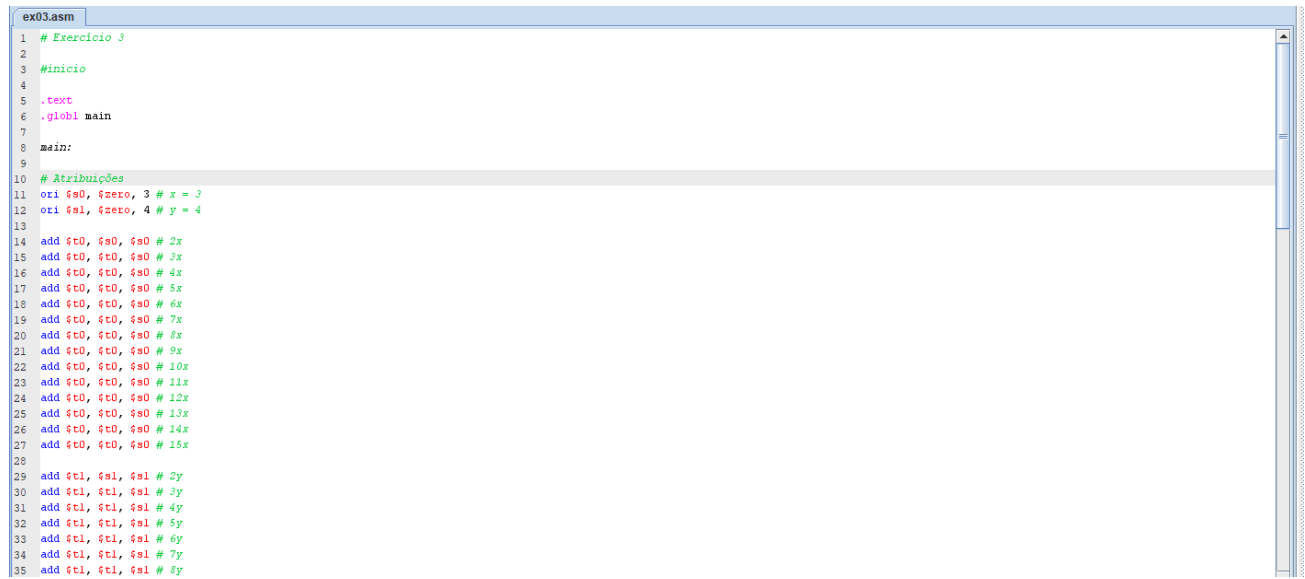 ex03.asm
1 # Exercício 3
2
3 #inicio
4
5 .text
6 .globl main
7
8 main:
9
10 # Atribuições
11 ori $s0, $zero, 3 # x = 3
12 ori $s1, $zero, 4 # y = 4
13
14 add $t0, $s0, $s0 # 2x
15 add $t0, $t0, $s0 # 3x
16 add $t0, $t0, $s0 # 4x
17 add $t0, $t0, $s0 # 5x
18 add $t0, $t0, $s0 # 6x
19 add $t0, $t0, $s0 # 7x
20 add $t0, $t0, $s0 # 8x
21 add $t0, $t0, $s0 # 9x
22 add $t0, $t0, $s0 # 10x
23 add $t0, $t0, $s0 # 11x
24 add $t0, $t0, $s0 # 12x
25 add $t0, $t0, $s0 # 13x
26 add $t0, $t0, $s0 # 14x
27 add $t0, $t0, $s0 # 15x
28
29 add $t1, $s1, $s1 # 2y
30 add $t1, $t1, $s1 # 3y
31 add $t1, $t1, $s1 # 4y
32 add $t1, $t1, $s1 # 5y
33 add $t1, $t1, $s1 # 6y
34 add $t1, $t1, $s1 # 7y
35 add $t1, $t1, $s1 # 8y